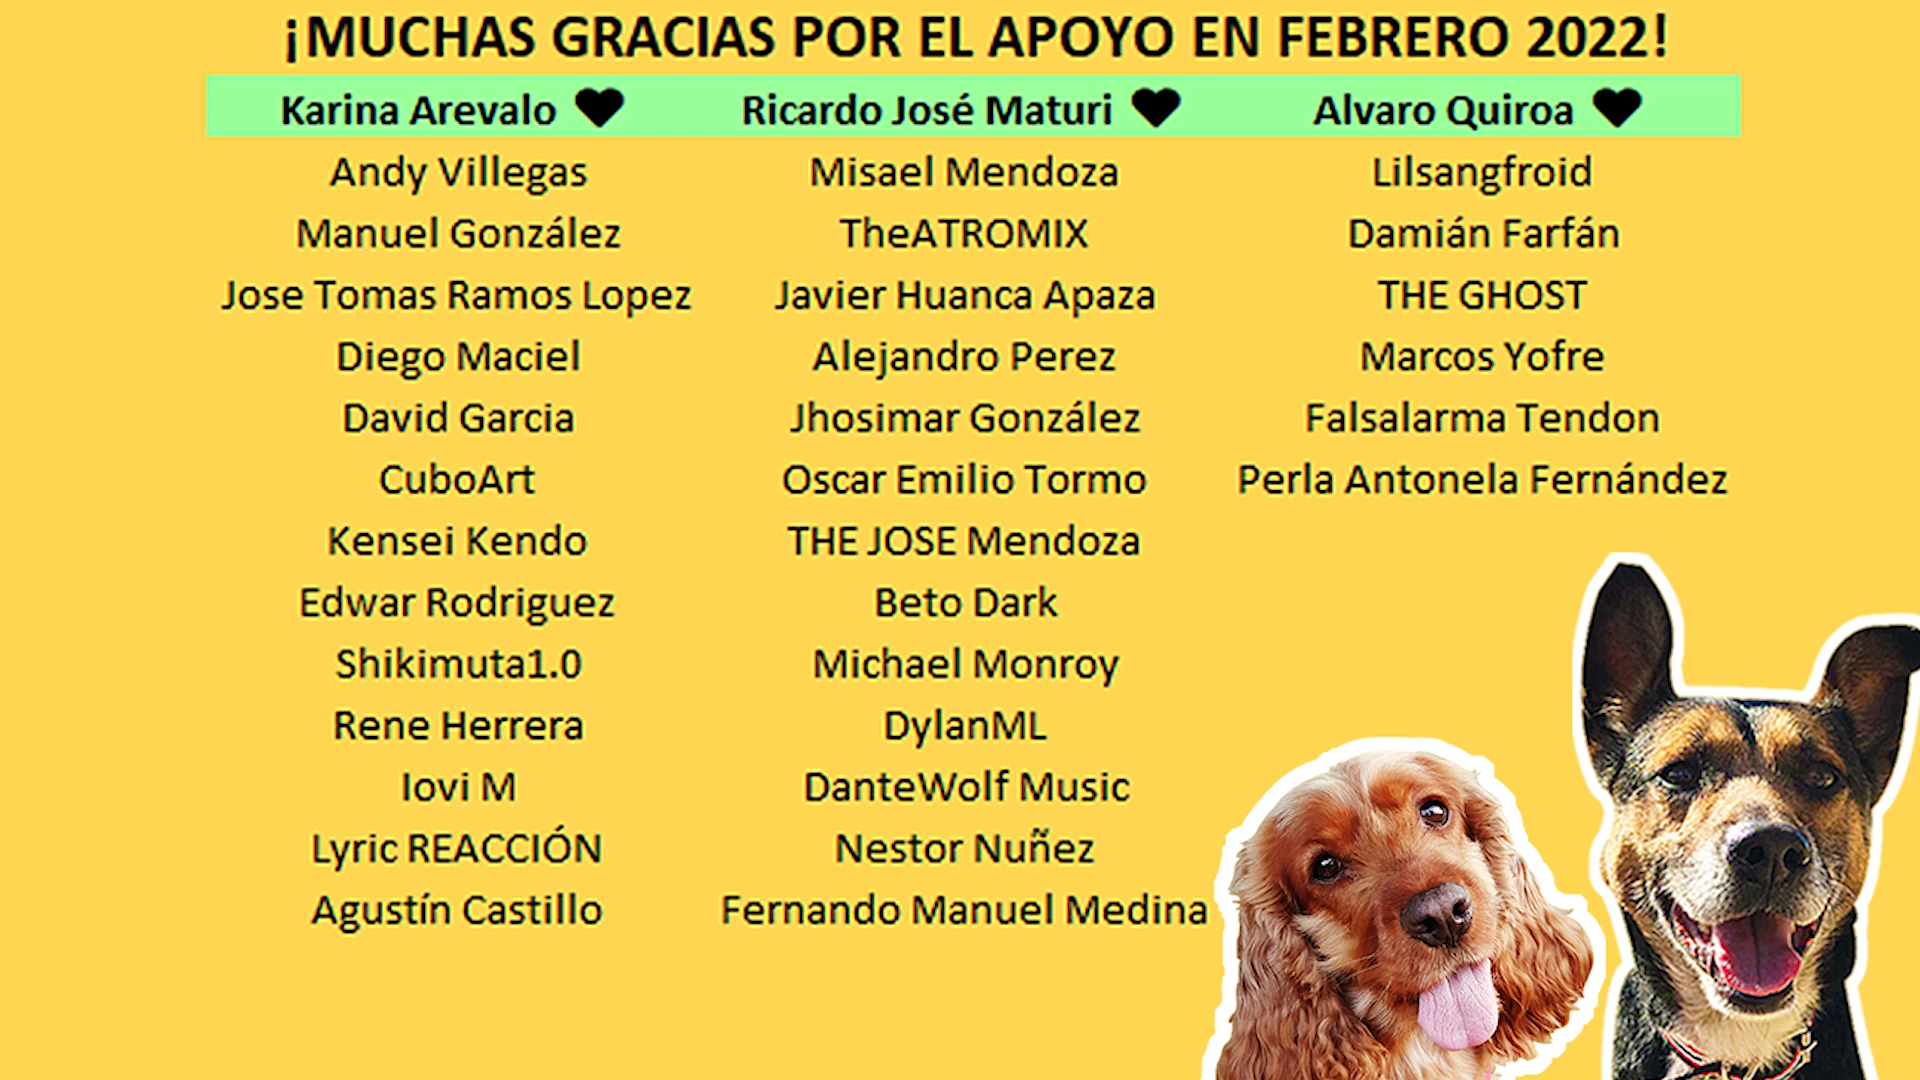 ¡MUCHAS GRACIAS POR EL APOYO EN FEBRERO 2022!
Karina Arevalo ♥ Ricardo José Maturi ♥ Alvaro Quiroa ♥
Andy Villegas Misael Mendoza Lilsangfroid
Manuel González TheATROMIX Damián Farfán
Jose Tomas Ramos Lopez Javier Huanca Apaza THE GHOST
Diego Maciel Alejandro Perez Marcos Yofre
David Garcia Jhosimar González Falsalarma Tendon
CuboArt Oscar Emilio Tormo Perla Antonela Fernández
Kensei Kendo THE JOSE Mendoza
Edwar Rodriguez Beto Dark
Shikimuta1.0 Michael Monroy
Rene Herrera DylanML
Iovi M DanteWolf Music
Lyric REACCIÓN Nestor Nuñez
Agustín Castillo Fernando Manuel Medina